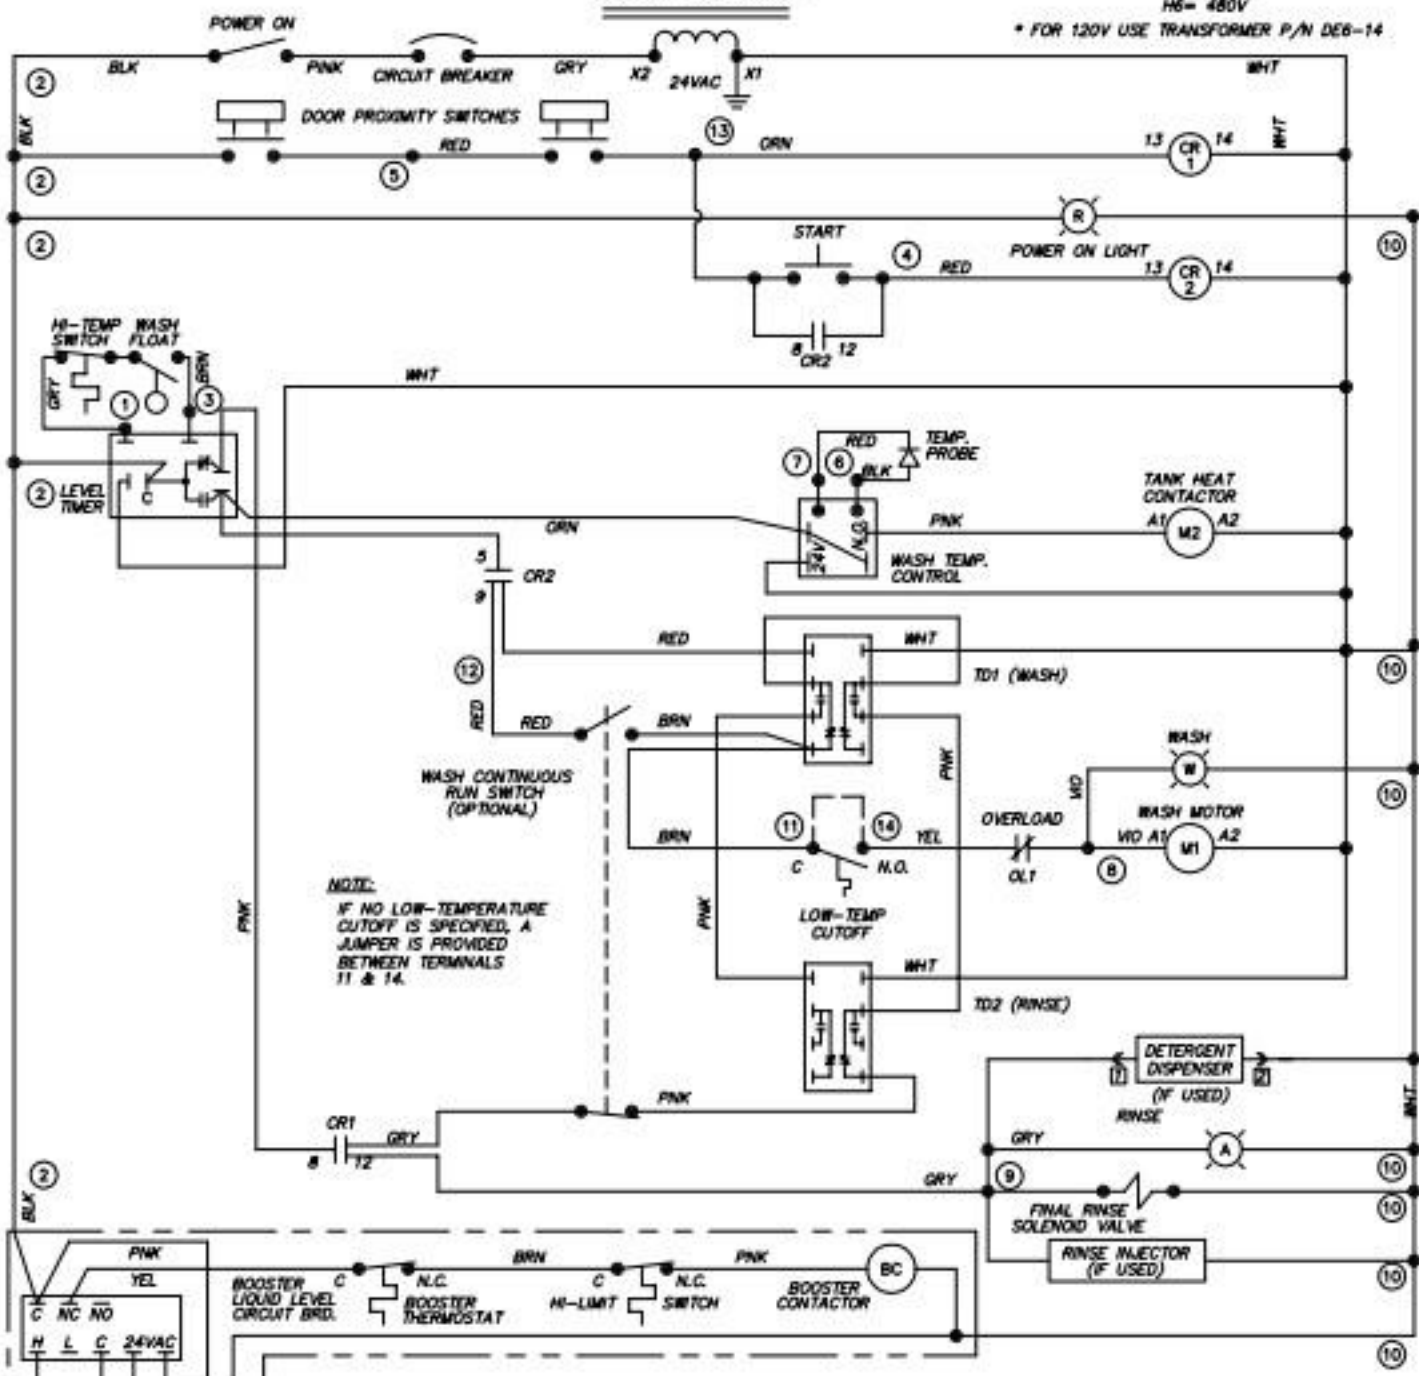 H6= 480V
* FOR 120V USE TRANSFORMER P/N DE6-14
POWER ON
BLK
PINK
CIRCUIT BREAKER
GRY
X2
24VAC
X1
WHT
2
BLK
DOOR PROXIMITY SWITCHES
RED
5
13
ORN
13
CR
1
14
WHT
2
R
POWER ON LIGHT
10
2
START
4
RED
13
CR
2
14
8
12
CR2
HI-TEMP
SWITCH
WASH
FLOAT
GRY
BRN
1
3
WHT
2
LEVEL
TIMER
C
ORN
7
6
RED
BLK
TEMP.
PROBE
24V
N.O.
PNK
WASH TEMP.
CONTROL
TANK HEAT
CONTACTOR
A1
M2
A2
5
CR2
9
12
RED
WHT
TD1 (WASH)
10
RED
RED
BRN
WASH CONTINUOUS
RUN SWITCH
(OPTIONAL)
PNK
WASH
W
VIO
10
BRN
11
14
C
N.O.
YEL
LOW-TEMP
CUTOFF
OVERLOAD
OL1
8
WASH MOTOR
VIO
A1
M1
A2
PNK
PNK
NOTE:
IF NO LOW-TEMPERATURE
CUTOFF IS SPECIFIED, A
JUMPER IS PROVIDED
BETWEEN TERMINALS
11 & 14.
WHT
TD2 (RINSE)
DETERGENT
DISPENSER
(IF USED)
1
2
WHT
PNK
CR1
8
12
GRY
RINSE
GRY
A
10
GRY
9
FINAL RINSE
SOLENOID VALVE
10
RINSE INJECTOR
(IF USED)
10
2
BLK
PNK
YEL
C NC NO
H L C 24VAC
BOOSTER
LIQUID LEVEL
CIRCUIT BRD.
C
N.C.
BOOSTER
THERMOSTAT
BRN
C
HI-LIMIT
N.C.
SWITCH
PNK
BOOSTER
CONTACTOR
BC
10